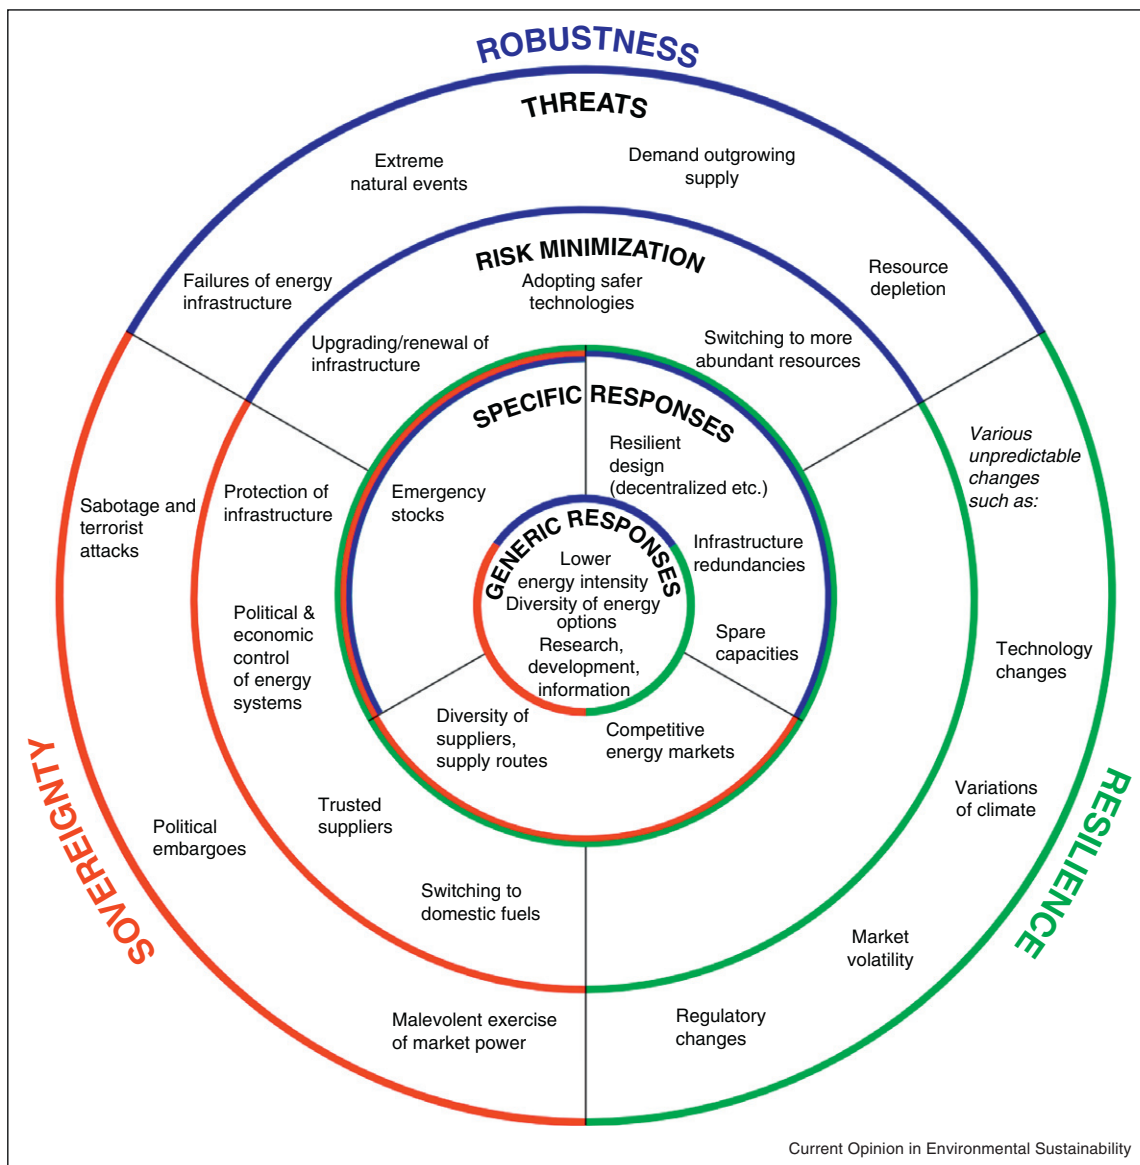 ROBUSTNESS
THREATS
Extreme
natural events
Demand outgrowing
supply
Failures of energy
infrastructure
Resource
depletion
RISK MINIMIZATION
Adopting safer
technologies
Upgrading/renewal of
infrastructure
Switching to more
abundant resources
SPECIFIC RESPONSES
Resilient
design
(decentralized etc.)
Emergency
stocks
Infrastructure
redundancies
Spare
capacities
GENERIC RESPONSES
Lower
energy intensity
Diversity of energy
options
Research,
development,
information
Diversity of
suppliers,
supply routes
Competitive
energy markets
Various
unpredictable
changes
such as:
Sabotage and
terrorist
attacks
Protection of
infrastructure
Political &
economic
control
of energy
systems
Technology
changes
Variations
of climate
Political
embargoes
Trusted
suppliers
Switching to
domestic fuels
Market
volatility
Malevolent exercise
of market power
Regulatory
changes
SOVEREIGNTY
RESILIENCE
Current Opinion in Environmental Sustainability